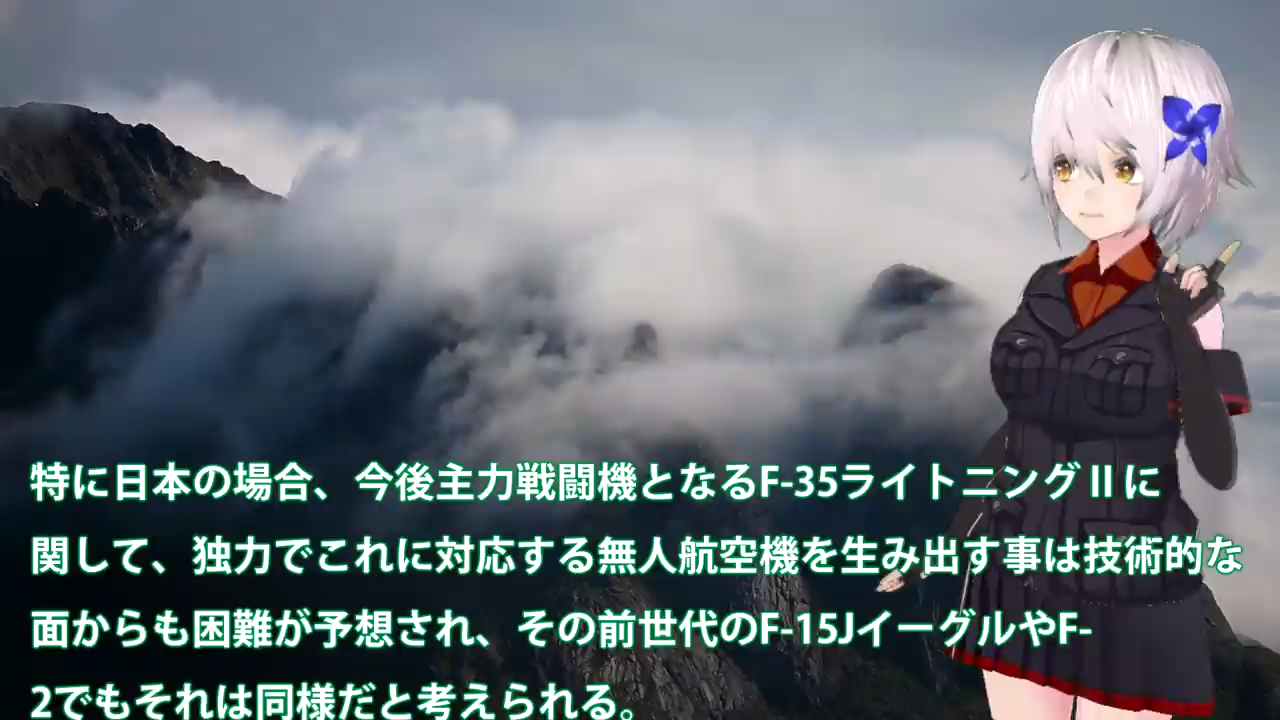 特に日本の場合、今後主力戦闘機となるF-35ライトニングⅡに
関して、独力でこれに対応する無人航空機を生み出す事は技術的な
面からも困難が予想され、その前世代のF-15JイーグルやF-
2でもそれは同様だと考えられる。